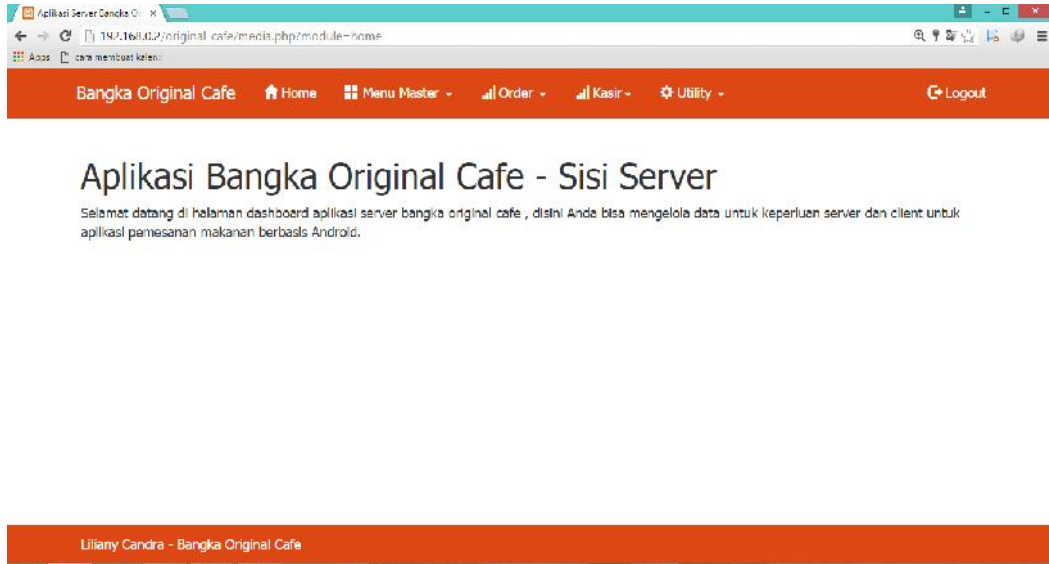 Aplikasi Server Bangka O
192.168.0.2/original_cafe/media.php?module=home
Apps cara membuat kalen
Bangka Original Cafe Home Menu Master Order Kasir Utility Logout
Aplikasi Bangka Original Cafe - Sisi Server
Selamat datang di halaman dashboard aplikasi server bangka original cafe , disini Anda bisa mengelola data untuk keperluan server dan client untuk
aplikasi pemesanan makanan berbasis Android.
Liliany Candra - Bangka Original Cafe